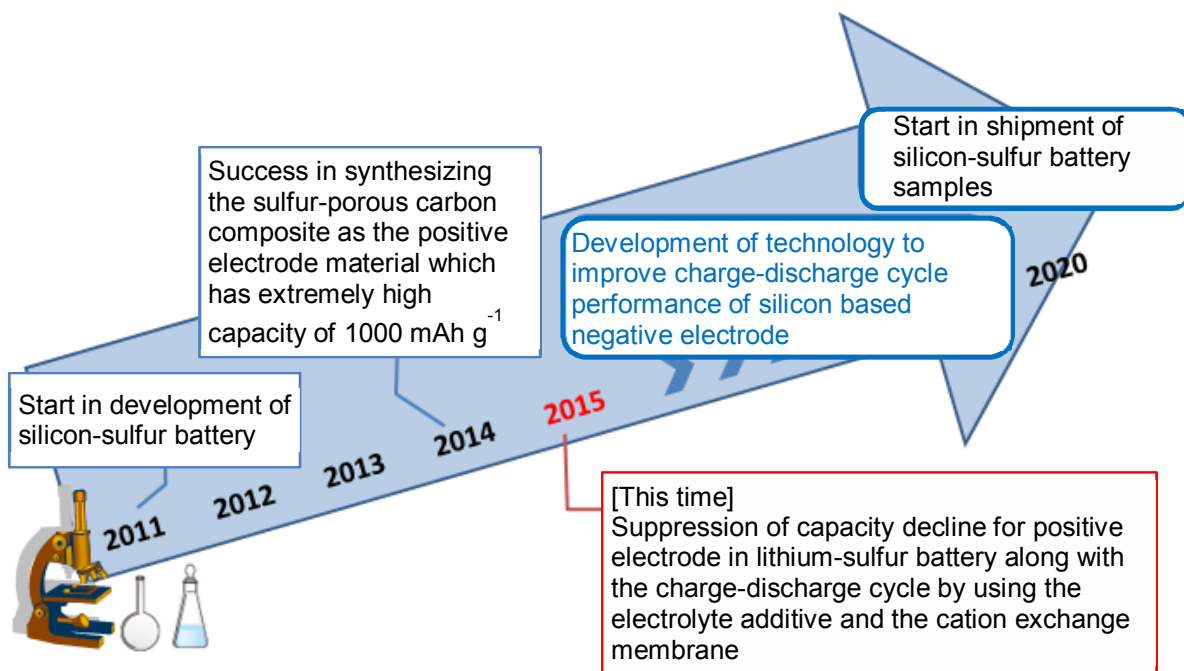 Start in shipment of
silicon-sulfur battery
samples
Success in synthesizing
the sulfur-porous carbon
composite as the positive
electrode material which
has extremely high
capacity of 1000 mAh g⁻¹
Development of technology to
improve charge-discharge cycle
performance of silicon based
negative electrode
Start in development of
silicon-sulfur battery
2011
2012
2013
2014
2015
2020
[This time]
Suppression of capacity decline for positive
electrode in lithium-sulfur battery along with
the charge-discharge cycle by using the
electrolyte additive and the cation exchange
membrane